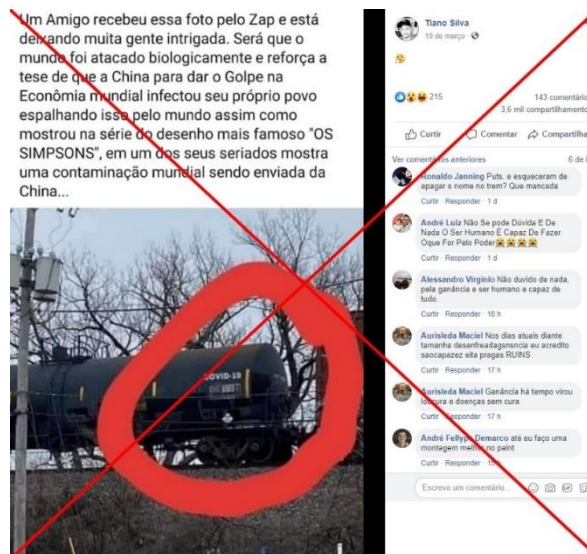 Um Amigo recebeu essa foto pelo Zap e está
deixando muita gente intrigada. Será que o
mundo foi atacado biologicamente e reforça a
tese de que a China para dar o Golpe na
Econômia mundial infectou seu próprio povo
espalhando isso pelo mundo assim como
mostrou na série do desenho mais famoso "OS
SIMPSONS", em um dos seus seriados mostra
uma contaminação mundial sendo enviada da
China...
COVID-19
Tiano Silva
19 de março
215
143 comentário
3,6 mil compartilhamento
Curtir Comentar Compartilha
Ver comentários anteriores
6 de
Ronaldo Janning Puts, e esqueceram de
apagar o nome no trem? Que mancada
Curtir Responder 1 d
André Luiz Não Se pode Dúvida E De
Nada O Ser Humano É Capaz De Fazer
Oque For Pelo Poder
Curtir Responder 1 d
Alessandro Virginio Não duvido de nada,
pela ganância e ser humano e capaz de
tudo.
Curtir Responder 18 h
Aurisleda Maciel Nos dias atuais diante
tamanha eu acredito
eita pragas RUINS
Curtir Responder 17 h
Aurisleda Maciel Ganância há tempo virou
loucura e doenças sem cura
Curtir Responder 17 h
André Fellype Demarco até eu faço uma
montagem melhor no paint
Curtir Responder
Escreva um comentário...